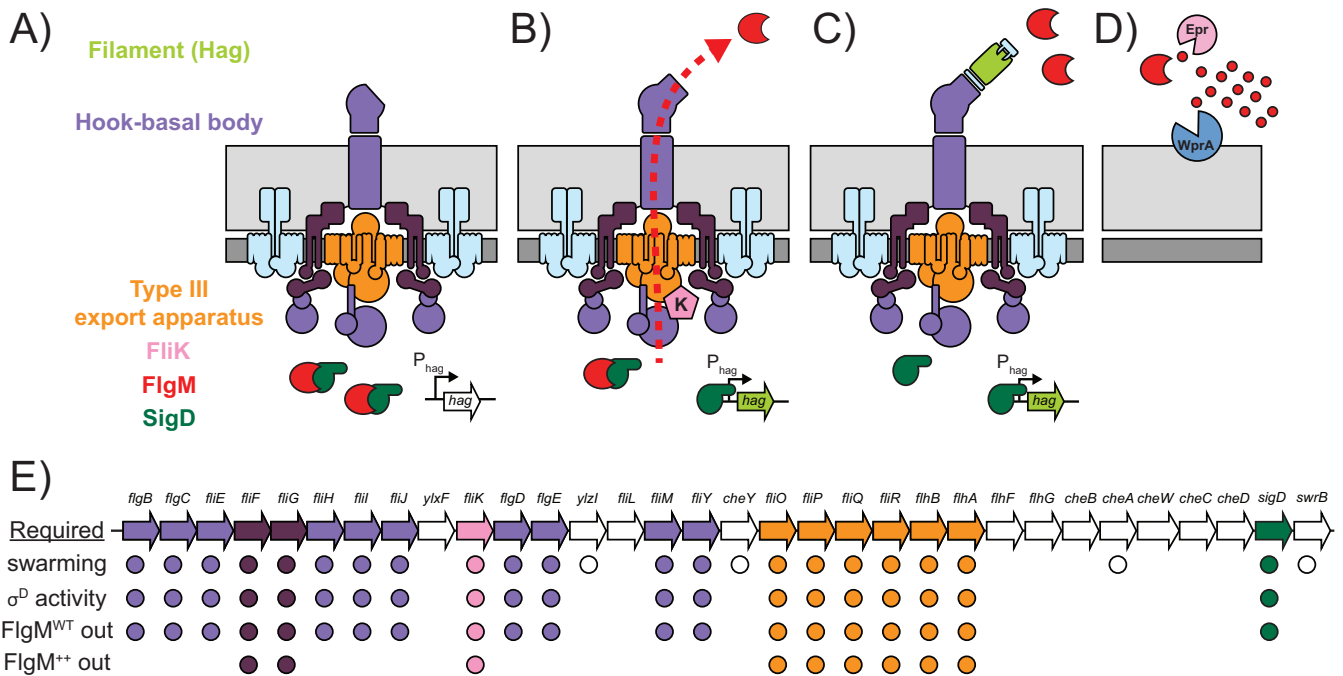 A)
B)
C)
D)
Filament (Hag)
Epr
Hook-basal body
WprA
Type III
export apparatus
K
FliK
FlgM
SigD
P hag
hag
P hag
hag
P hag
hag
E)
flgB flgC fliE fliF fliG fliH fliI fliJ ylxF fliK flgD flgE ylzI fliL fliM fliY cheY fliO fliP fliQ fliR flhB flhA flhF flhG cheB cheA cheW cheC cheD sigD swrB
Required
swarming
σD activity
FlgMWT out
FlgM++ out